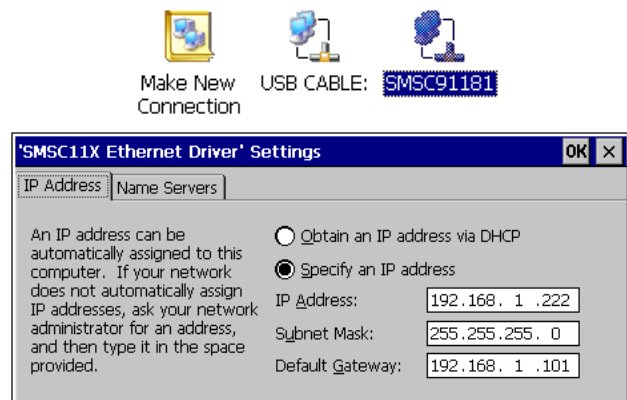 Make New Connection
USB CABLE:
SMSC91181
'SMSC11X Ethernet Driver' Settings
OK ×
IP Address Name Servers
An IP address can be
automatically assigned to this
computer. If your network
does not automatically assign
IP addresses, ask your network
administrator for an address,
and then type it in the space
provided.
Obtain an IP address via DHCP
Specify an IP address
IP Address: 192.168. 1 .222
Subnet Mask: 255.255.255. 0
Default Gateway: 192.168. 1 .101